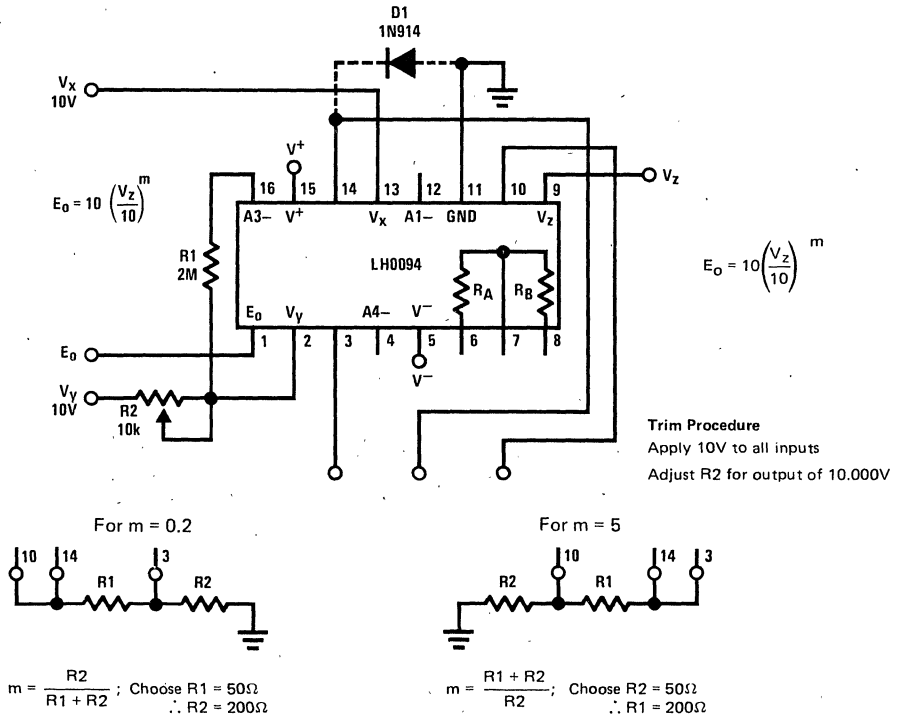 D1
1N914
Vx
10V
V+
16 15 14 13 12 11 10 9
Vz
A3– V+ Vx A1– GND Vz
Eo = 10 (Vz/10)^m
R1
2M
LH0094
RA RB
Eo = 10 (Vz/10)^m
Eo Vy A4– V–
1 2 3 4 5 6 7 8
Eo
V–
Vy
10V
R2
10k
Trim Procedure
Apply 10V to all inputs
Adjust R2 for output of 10.000V
For m = 0.2
10 14 3
R1 R2
m = R2 / (R1 + R2) ; Choose R1 = 50Ω
∴ R2 = 200Ω
For m = 5
10 14 3
R2 R1
m = (R1 + R2) / R2 ; Choose R2 = 50Ω
∴ R1 = 200Ω